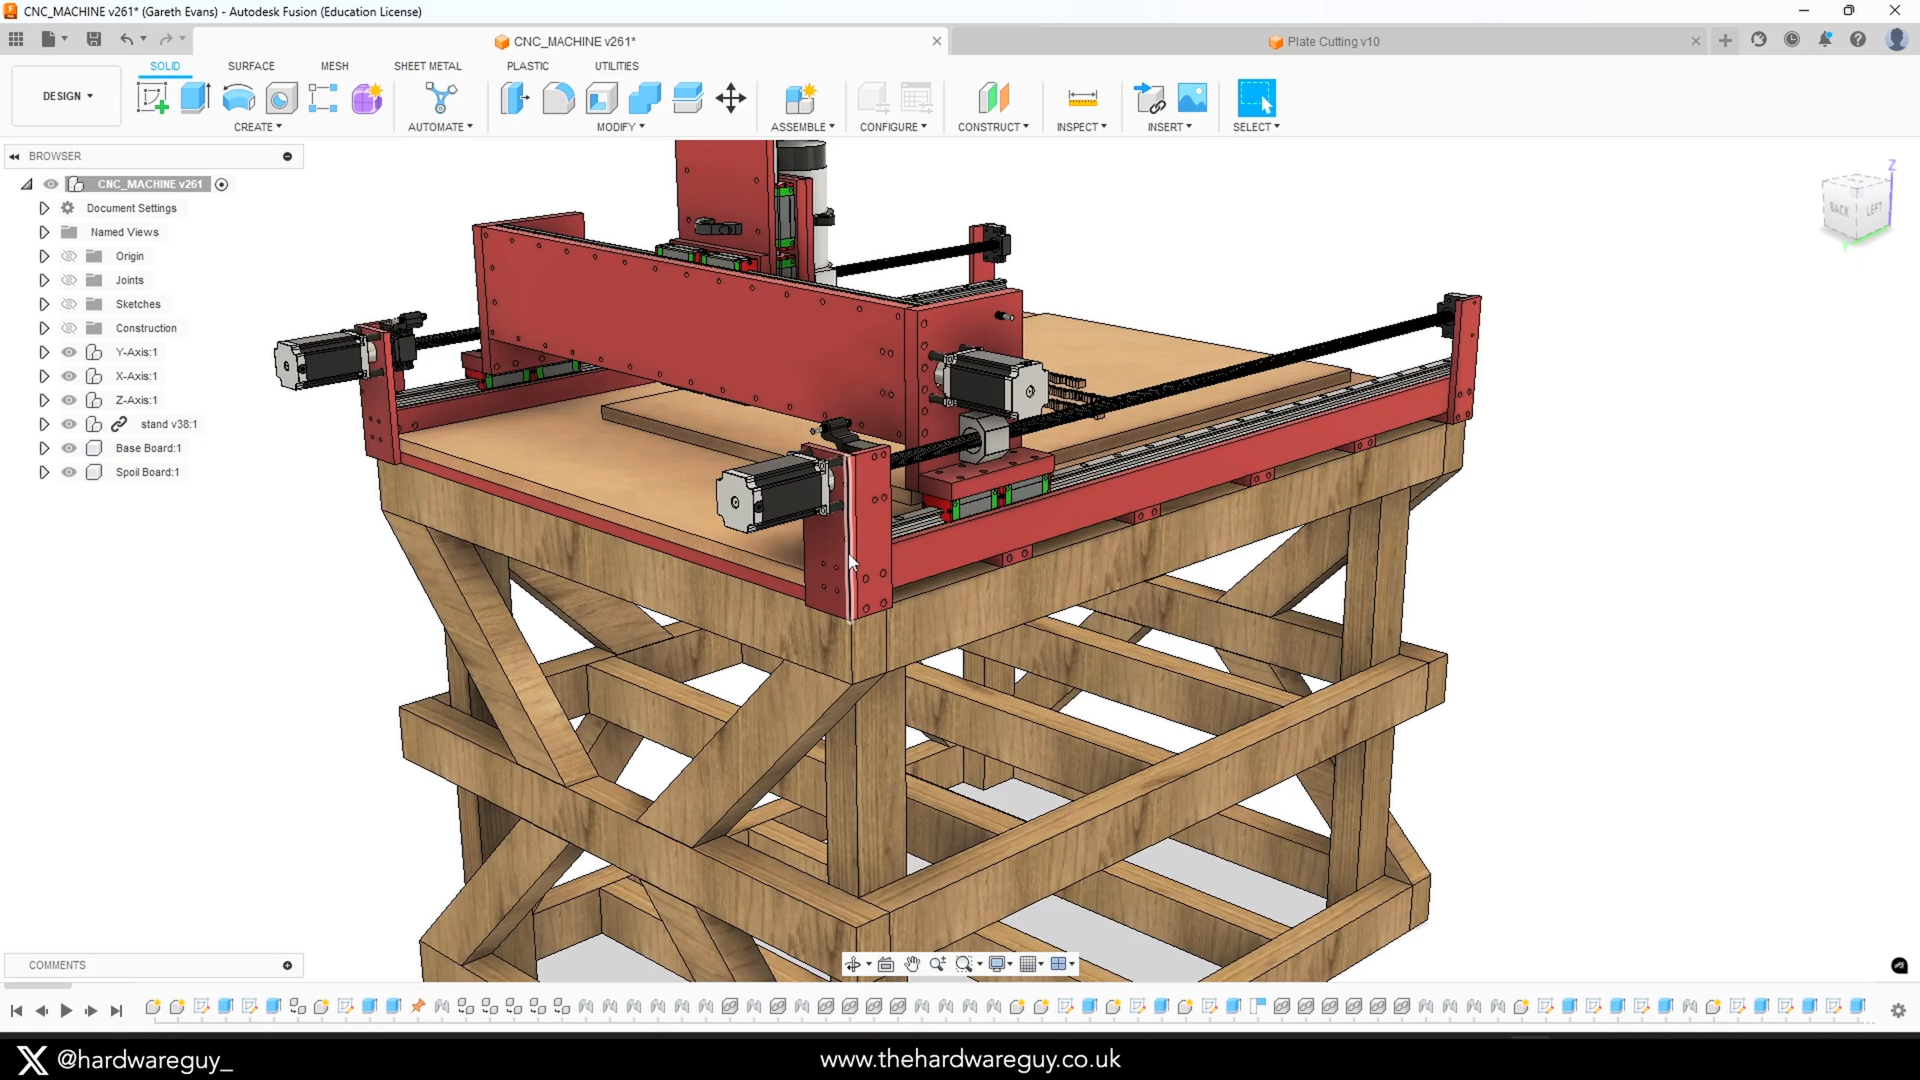 CNC_MACHINE v261* (Gareth Evans) - Autodesk Fusion (Education License)
CNC_MACHINE v261*
Plate Cutting v10
SOLID
SURFACE
MESH
SHEET METAL
PLASTIC
UTILITIES
DESIGN
CREATE
AUTOMATE
MODIFY
ASSEMBLE
CONFIGURE
CONSTRUCT
INSPECT
INSERT
SELECT
BROWSER
CNC_MACHINE v261
Document Settings
Named Views
Origin
Joints
Sketches
Construction
Y-Axis:1
X-Axis:1
Z-Axis:1
stand v38:1
Base Board:1
Spoil Board:1
Z
BACK
LEFT
Y
COMMENTS
@hardwareguy_
www.thehardwareguy.co.uk